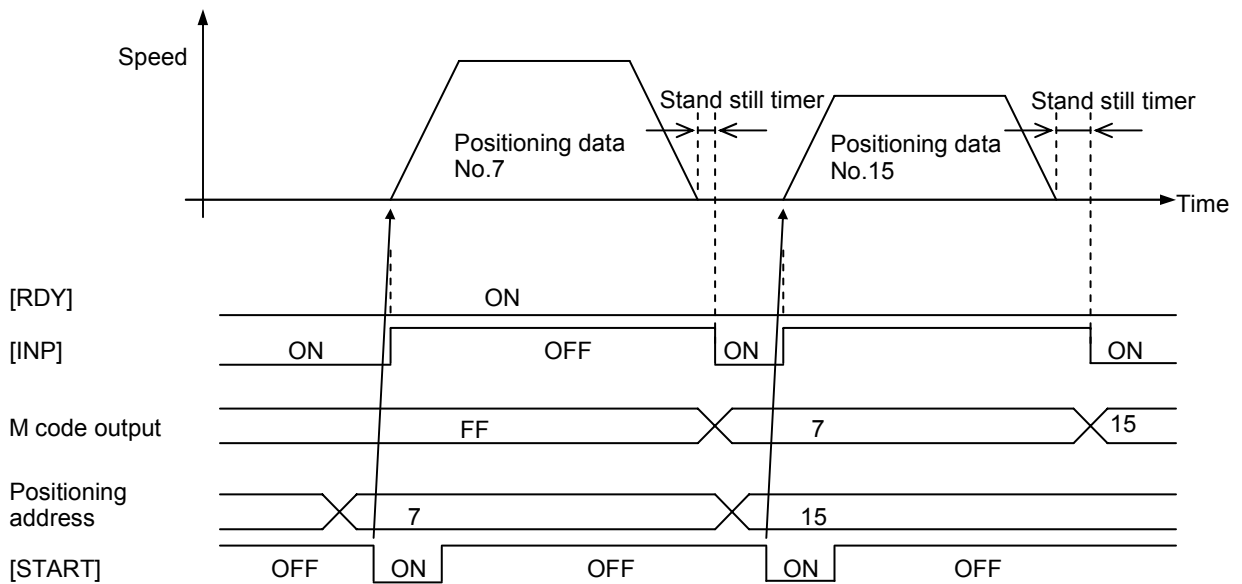 Speed
Stand still timer
Stand still timer
Positioning data
No.7
Positioning data
No.15
Time
[RDY]
ON
[INP]
ON
OFF
ON
ON
M code output
FF
7
15
Positioning
address
7
15
[START]
OFF
ON
OFF
ON
OFF